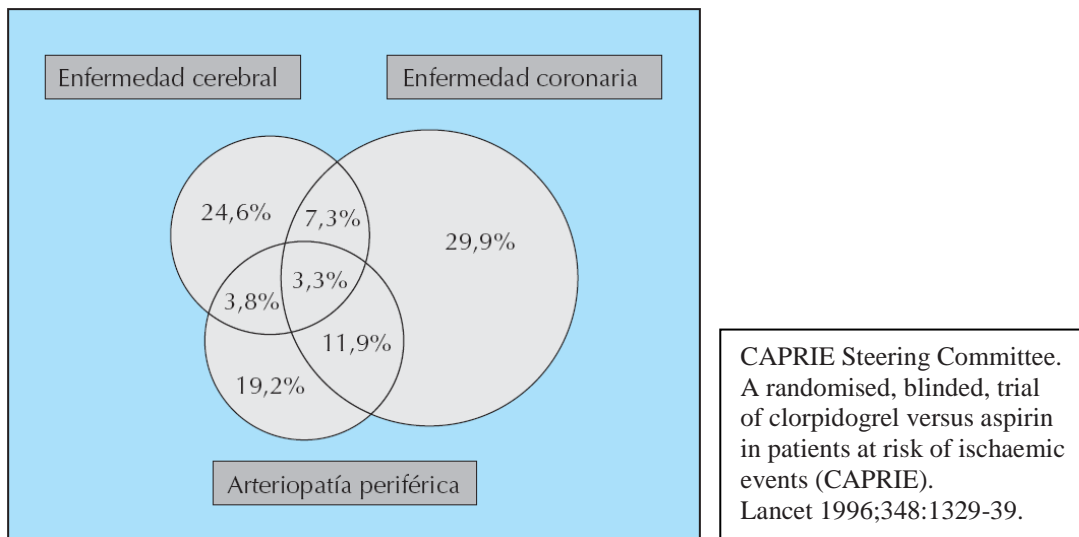 Enfermedad cerebral
Enfermedad coronaria
24,6%
7,3%
29,9%
3,3%
3,8%
11,9%
19,2%
Arteriopatía periférica
CAPRIE Steering Committee.
A randomised, blinded, trial
of clorpidogrel versus aspirin
in patients at risk of ischaemic
events (CAPRIE).
Lancet 1996;348:1329-39.